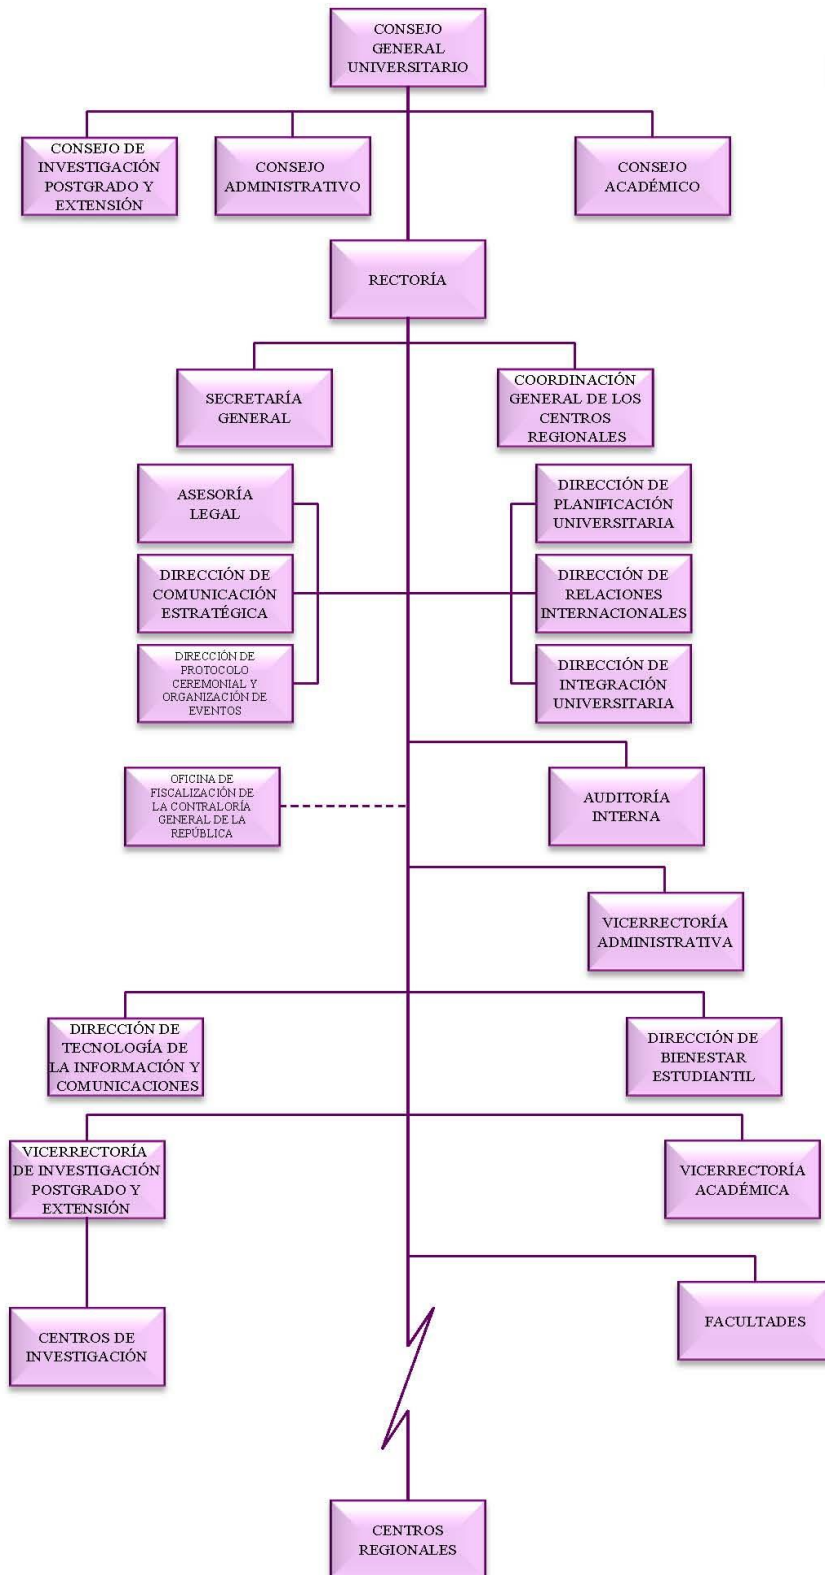 CONSEJO
GENERAL
UNIVERSITARIO
CONSEJO DE
INVESTIGACIÓN
POSTGRADO Y
EXTENSIÓN
CONSEJO
ADMINISTRATIVO
CONSEJO
ACADÉMICO
RECTORÍA
SECRETARÍA
GENERAL
COORDINACIÓN
GENERAL DE LOS
CENTROS
REGIONALES
ASESORÍA
LEGAL
DIRECCIÓN DE
PLANIFICACIÓN
UNIVERSITARIA
DIRECCIÓN DE
COMUNICACIÓN
ESTRATÉGICA
DIRECCIÓN DE
RELACIONES
INTERNACIONALES
DIRECCIÓN DE
PROTOCOLO
CEREMONIAL Y
ORGANIZACIÓN DE
EVENTOS
DIRECCIÓN DE
INTEGRACIÓN
UNIVERSITARIA
OFICINA DE
FISCALIZACIÓN DE
LA CONTRALORÍA
GENERAL DE LA
REPÚBLICA
AUDITORÍA
INTERNA
VICERRECTORÍA
ADMINISTRATIVA
DIRECCIÓN DE
TECNOLOGÍA DE
LA INFORMACIÓN Y
COMUNICACIONES
DIRECCIÓN DE
BIENESTAR
ESTUDIANTIL
VICERRECTORÍA
DE INVESTIGACIÓN
POSTGRADO Y
EXTENSIÓN
VICERRECTORÍA
ACADÉMICA
CENTROS DE
INVESTIGACIÓN
FACULTADES
CENTROS
REGIONALES